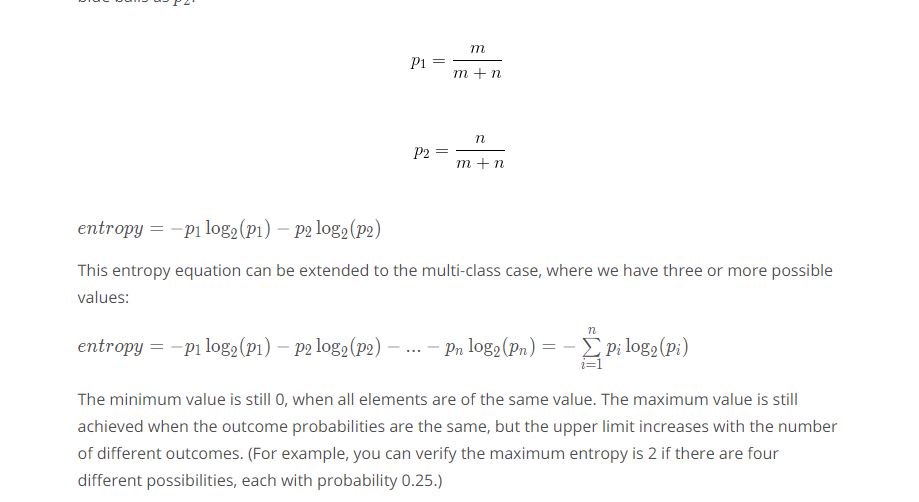 blue balls as p₂:
p₁ = m / (m + n)
p₂ = n / (m + n)
entropy = −p₁ log₂(p₁) − p₂ log₂(p₂)
This entropy equation can be extended to the multi-class case, where we have three or more possible
values:
entropy = −p₁ log₂(p₁) − p₂ log₂(p₂) − ... − pₙ log₂(pₙ) = − ∑ᵢ₌₁ⁿ pᵢ log₂(pᵢ)
The minimum value is still 0, when all elements are of the same value. The maximum value is still
achieved when the outcome probabilities are the same, but the upper limit increases with the number
of different outcomes. (For example, you can verify the maximum entropy is 2 if there are four
different possibilities, each with probability 0.25.)